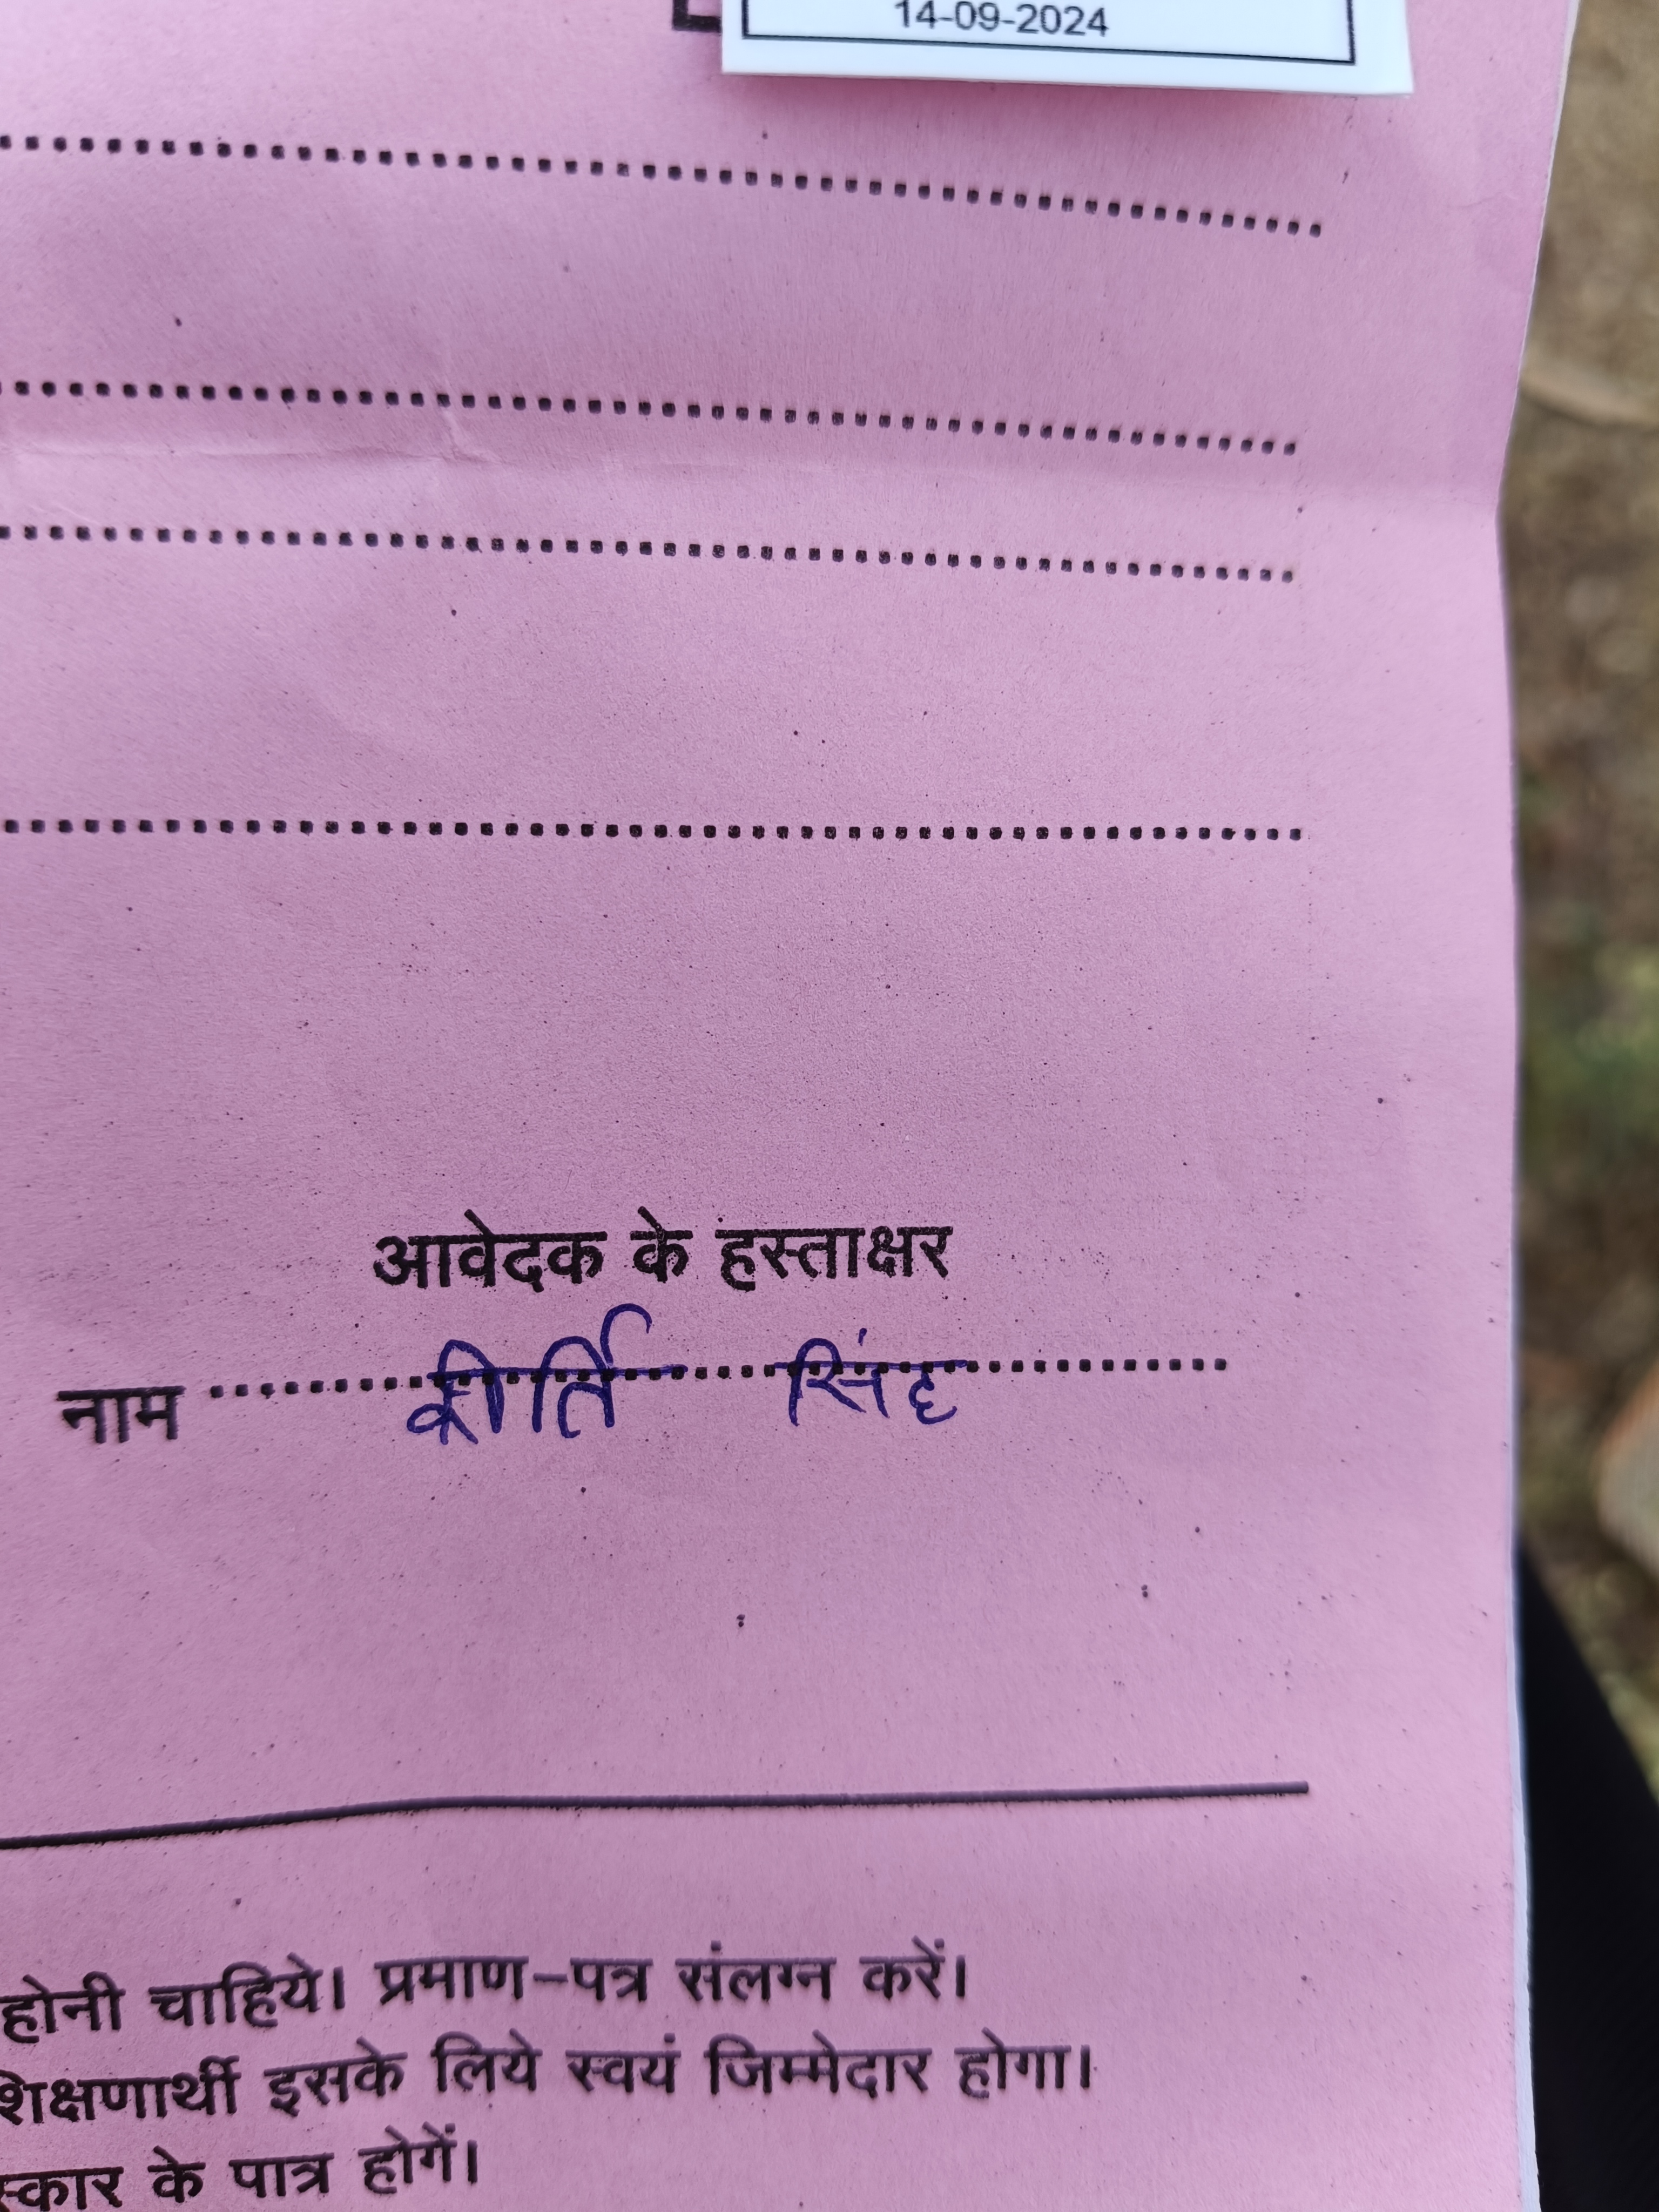 14-09-2024
आवेदक के हस्ताक्षर
नाम .......... कीर्ति सिंह ..........
होनी चाहिये। प्रमाण-पत्र संलग्न करें।
शिक्षणार्थी इसके लिये स्वयं जिम्मेदार होगा।
स्कार के पात्र होगें।